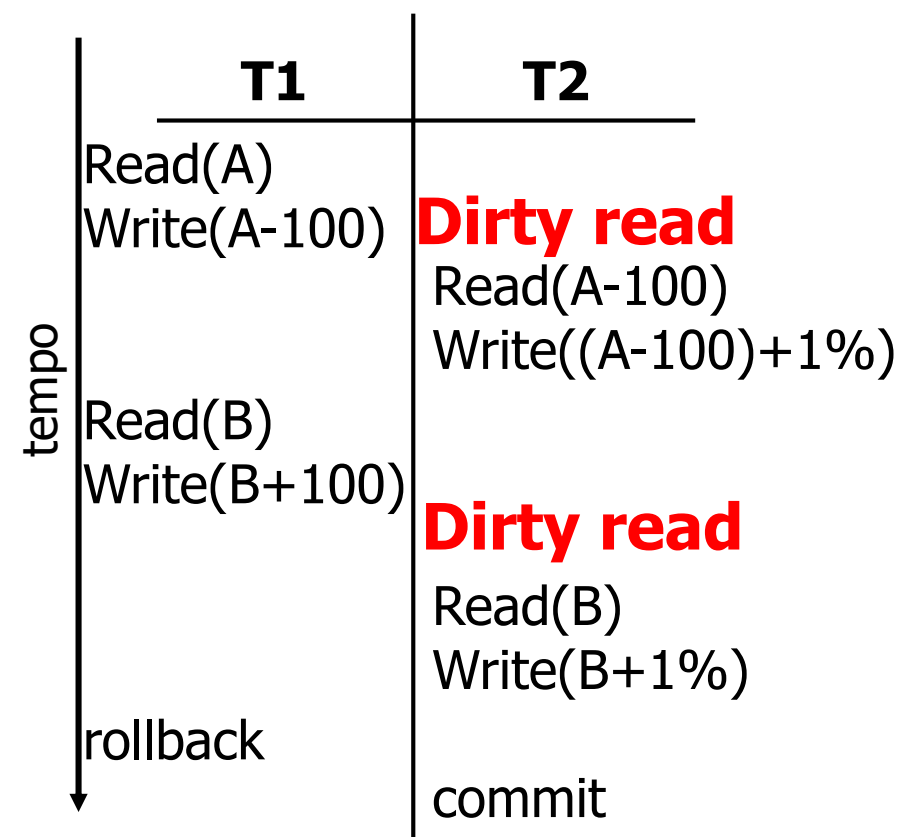 T1 T2
Read(A)
Write(A-100)
Dirty read
Read(A-100)
Write((A-100)+1%)
tempo
Read(B)
Write(B+100)
Dirty read
Read(B)
Write(B+1%)
rollback
commit